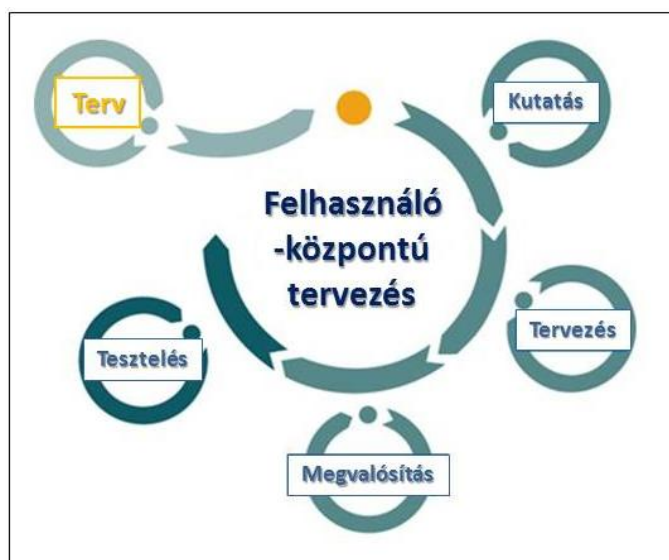 Terv
Kutatás
Felhasználó
-központú
tervezés
Tervezés
Tesztelés
Megvalósítás